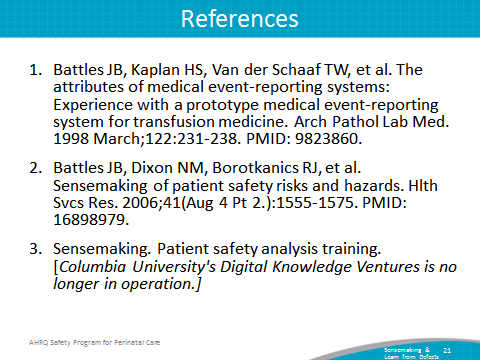 References
1. Battles JB, Kaplan HS, Van der Schaaf TW, et al. The
attributes of medical event-reporting systems:
Experience with a prototype medical event-reporting
system for transfusion medicine. Arch Pathol Lab Med.
1998 March;122:231-238. PMID: 9823860.
2. Battles JB, Dixon NM, Borotkanics RJ, et al.
Sensemaking of patient safety risks and hazards. Hlth
Svcs Res. 2006;41(Aug 4 Pt 2.):1555-1575. PMID:
16898979.
3. Sensemaking. Patient safety analysis training.
[Columbia University's Digital Knowledge Ventures is no
longer in operation.]
AHRQ Safety Program for Perinatal Care
Sensemaking & 21
Learn from Defects